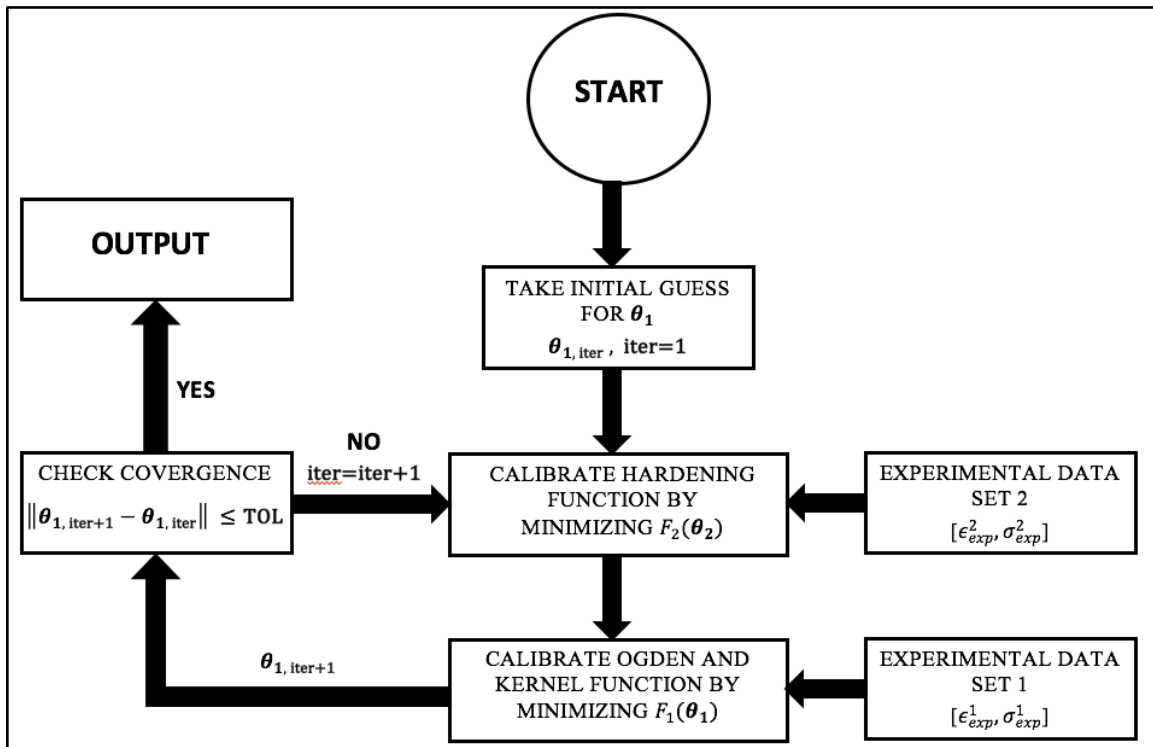 START
TAKE INITIAL GUESS
FOR θ₁
θ₁, iter , iter=1
OUTPUT
YES
NO
iter=iter+1
CHECK COVERGENCE
‖θ₁, iter+1 − θ₁, iter‖ ≤ TOL
CALIBRATE HARDENING
FUNCTION BY
MINIMIZING F₂(θ₂)
EXPERIMENTAL DATA
SET 2
[ϵ²exp, σ²exp]
θ₁, iter+1
CALIBRATE OGDEN AND
KERNEL FUNCTION BY
MINIMIZING F₁(θ₁)
EXPERIMENTAL DATA
SET 1
[ϵ¹exp, σ¹exp]